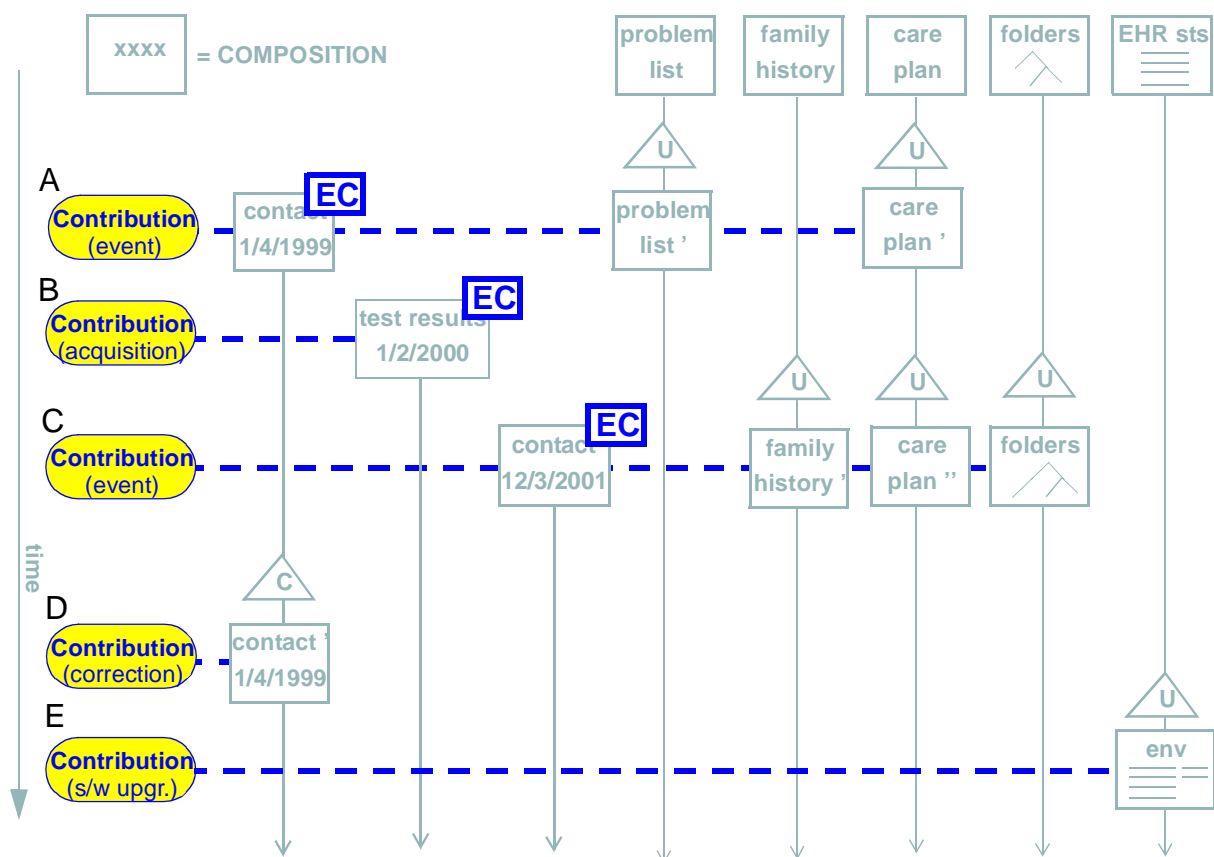 xxxx
= COMPOSITION
problem
list
family
history
care
plan
folders
EHR sts
U
U
A
Contribution
(event)
contact
1/4/1999
EC
problem
list ’
care
plan ’
B
Contribution
(acquisition)
test results
1/2/2000
EC
U
U
U
C
Contribution
(event)
contact
12/3/2001
EC
family
history ’
care
plan ’’
folders
time
C
D
Contribution
(correction)
contact ’
1/4/1999
U
E
Contribution
(s/w upgr.)
env